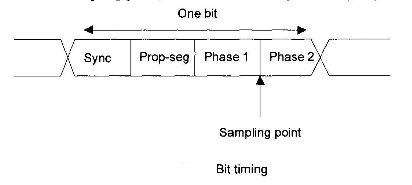 One bit
Sync Prop-seg Phase 1 Phase 2
Sampling point
Bit timing